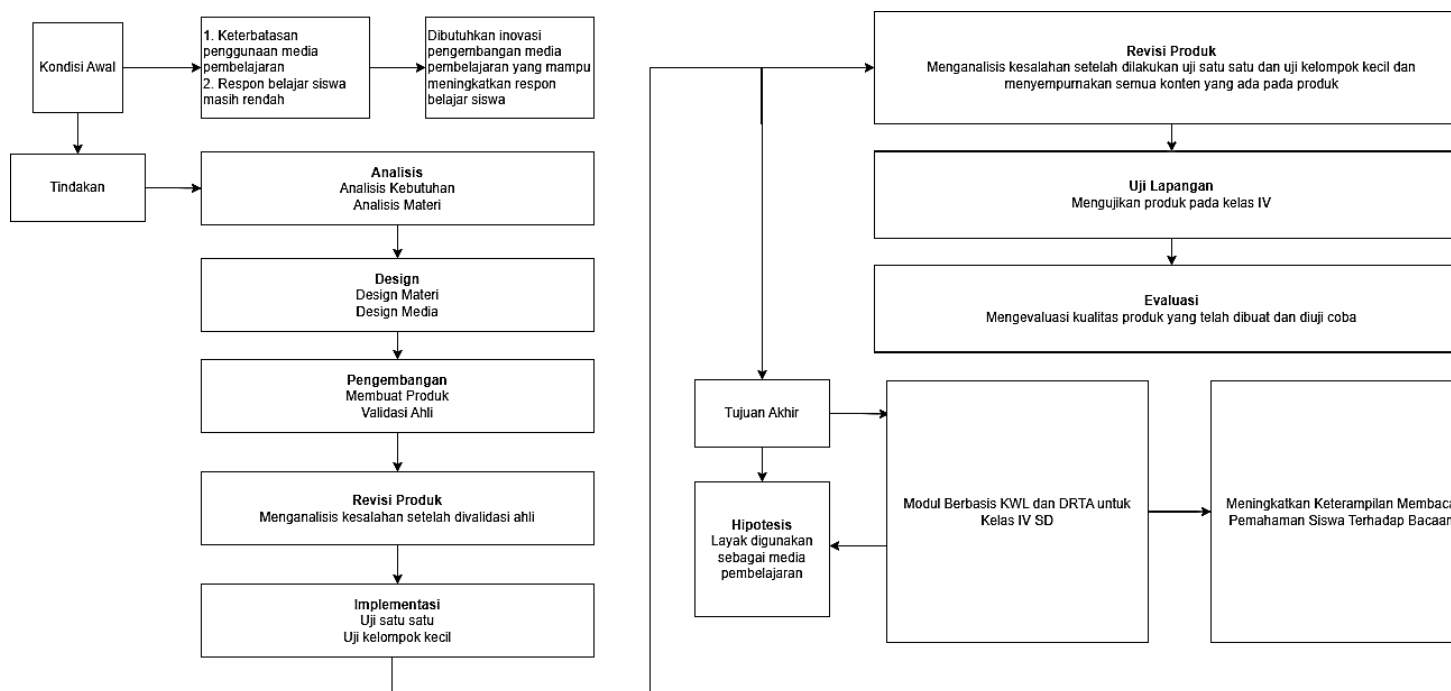 Kondisi Awal
1. Keterbatasan
penggunaan media
pembelajaran
2. Respon belajar siswa
masih rendah
Dibutuhkan inovasi
pengembangan media
pembelajaran yang mampu
meningkatkan respon
belajar siswa
Tindakan
Analisis
Analisis Kebutuhan
Analisis Materi
Design
Design Materi
Design Media
Pengembangan
Membuat Produk
Validasi Ahli
Revisi Produk
Menganalisis kesalahan setelah divalidasi ahli
Implementasi
Uji satu satu
Uji kelompok kecil
Revisi Produk
Menganalisis kesalahan setelah dilakukan uji satu satu dan uji kelompok kecil dan
menyempurnakan semua konten yang ada pada produk
Uji Lapangan
Mengujikan produk pada kelas IV
Evaluasi
Mengevaluasi kualitas produk yang telah dibuat dan diuji coba
Tujuan Akhir
Hipotesis
Layak digunakan
sebagai media
pembelajaran
Modul Berbasis KWL dan DRTA untuk
Kelas IV SD
Meningkatkan Keterampilan Membaca
Pemahaman Siswa Terhadap Bacaan